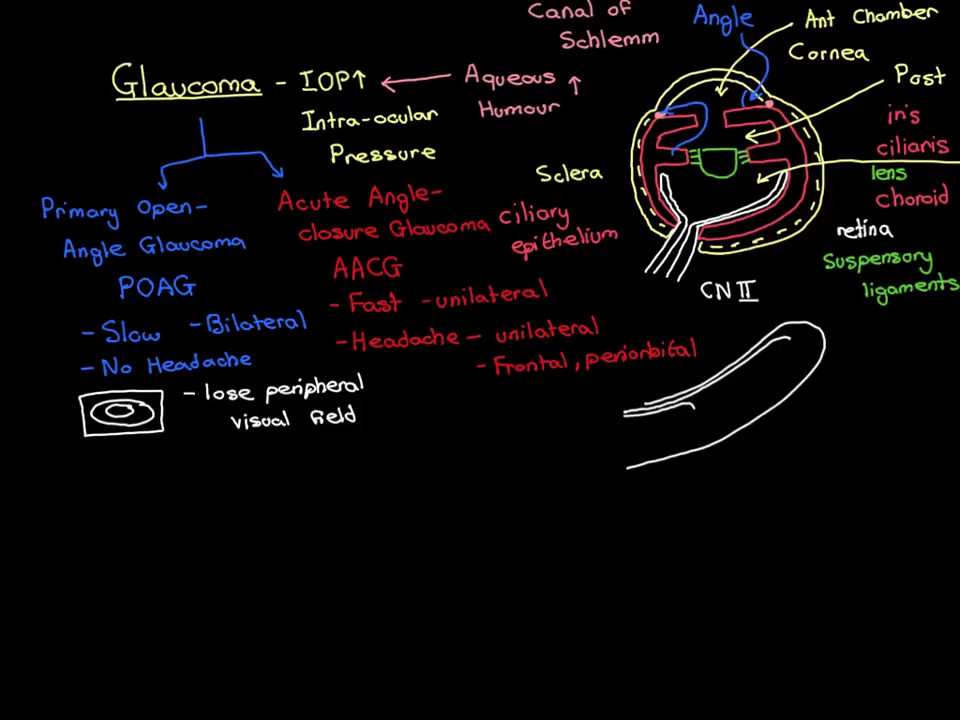 Canal of
Schlemm
Angle
Ant Chamber
Cornea
Post
Glaucoma - IOP↑ ← Aqueous ↑
Humour
Intra-ocular
Pressure
iris
ciliaris
lens
choroid
retina
Suspensory
ligaments
Sclera
ciliary
epithelium
CN II
Primary Open-
Angle Glaucoma
POAG
- Slow - Bilateral
- No Headache
- lose peripheral
visual field
Acute Angle-
closure Glaucoma
AACG
- Fast - unilateral
- Headache - unilateral
- Frontal, periorbital